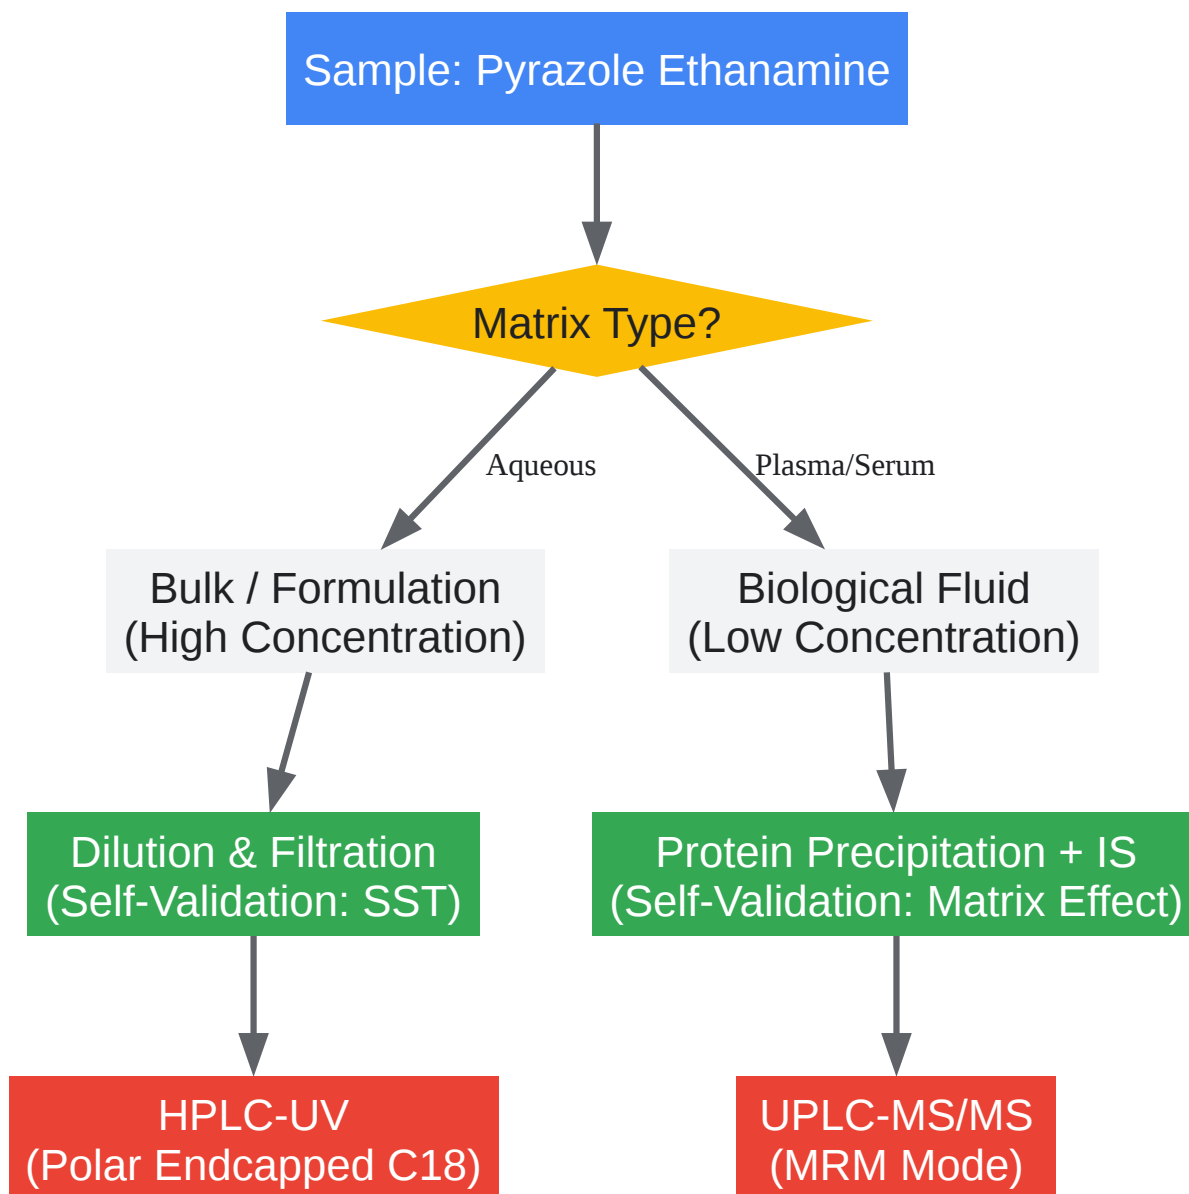 Sample: Pyrazole Ethanamine
Matrix Type?
Aqueous
Plasma/Serum
Bulk / Formulation
(High Concentration)
Biological Fluid
(Low Concentration)
Dilution & Filtration
(Self-Validation: SST)
Protein Precipitation + IS
(Self-Validation: Matrix Effect)
HPLC-UV
(Polar Endcapped C18)
UPLC-MS/MS
(MRM Mode)